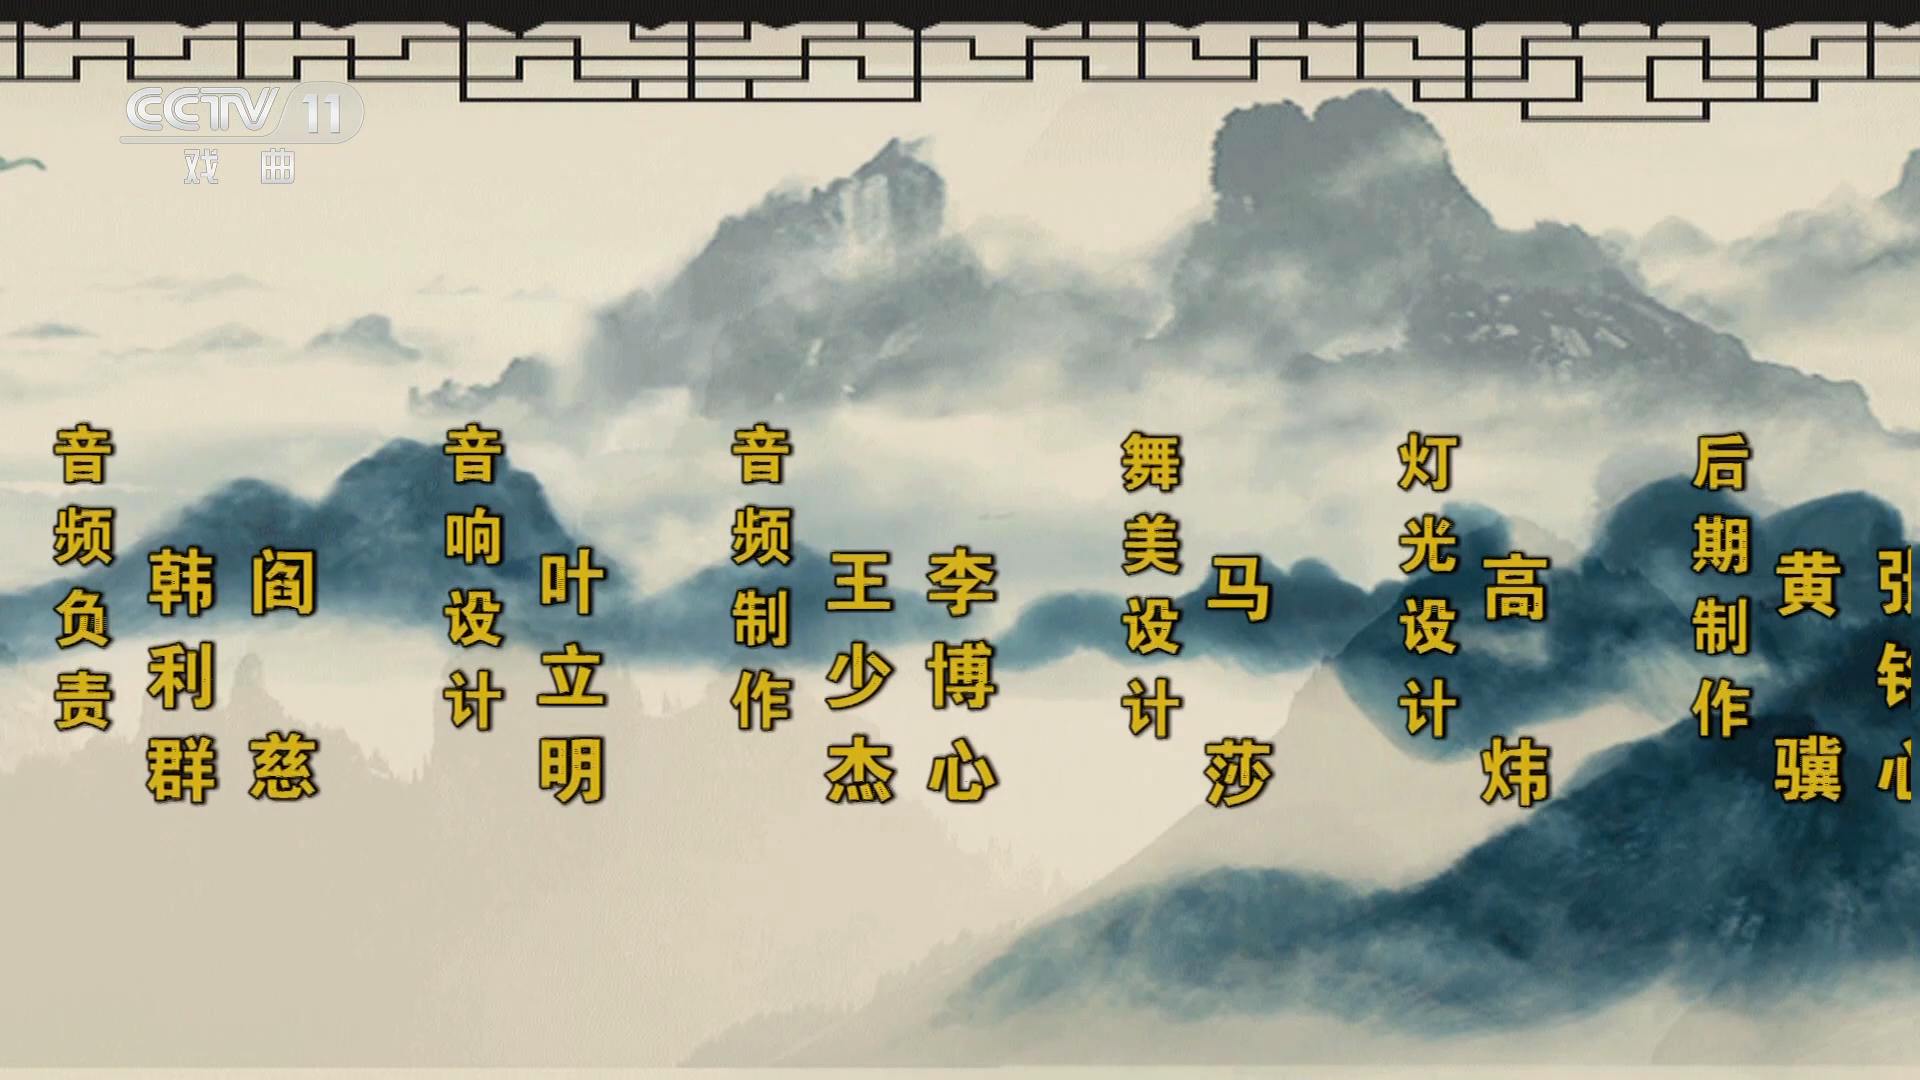 CCTV 11
戏曲
音频负责
韩利群
阎慈
音响设计
叶立明
音频制作
王少杰
李博心
舞美设计
马莎
灯光设计
高炜
后期制作
黄骥